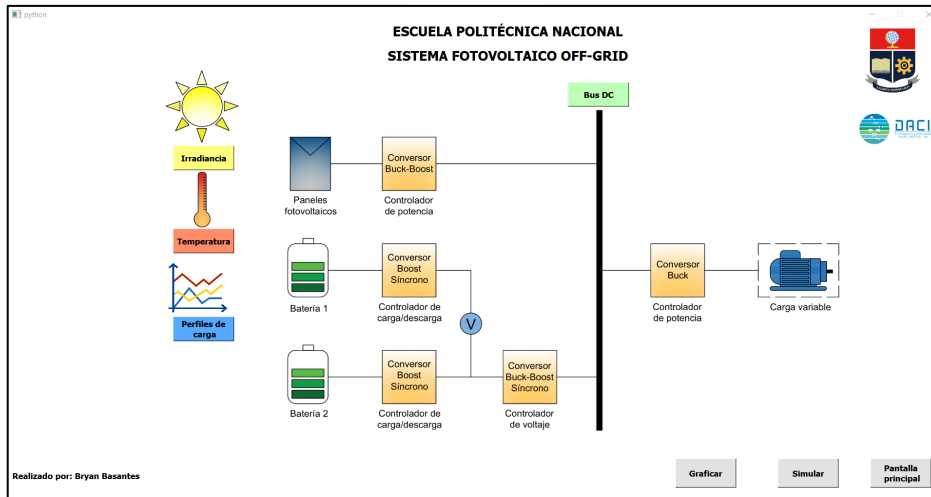 python
ESCUELA POLITÉCNICA NACIONAL
SISTEMA FOTOVOLTAICO OFF-GRID
Bus DC
DACI
Irradiancia
Conversor
Buck-Boost
Paneles
fotovoltaicos
Controlador
de potencia
Temperatura
Conversor
Boost
Síncrono
Conversor
Buck
Batería 1
Controlador de
carga/descarga
Controlador
de potencia
Carga variable
Perfiles de
carga
V
Conversor
Boost
Síncrono
Conversor
Buck-Boost
Síncrono
Batería 2
Controlador de
carga/descarga
Controlador
de voltaje
Realizado por: Bryan Basantes
Graficar
Simular
Pantalla
principal